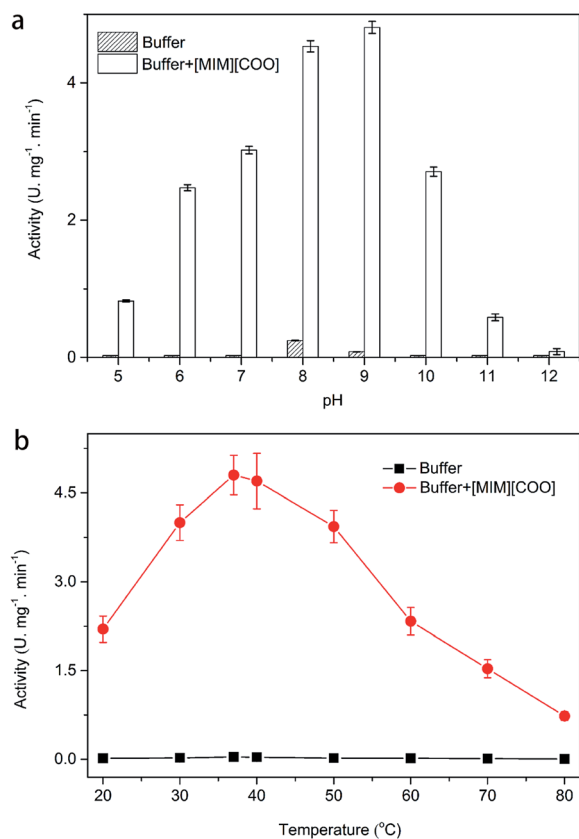 a
Buffer
Buffer+[MIM][COO]
Activity (U. mg⁻¹. min⁻¹)
4
2
0
5 6 7 8 9 10 11 12
pH
b
Buffer
Buffer+[MIM][COO]
Activity (U. mg⁻¹. min⁻¹)
4.5
3.0
1.5
0.0
20 30 40 50 60 70 80
Temperature (°C)